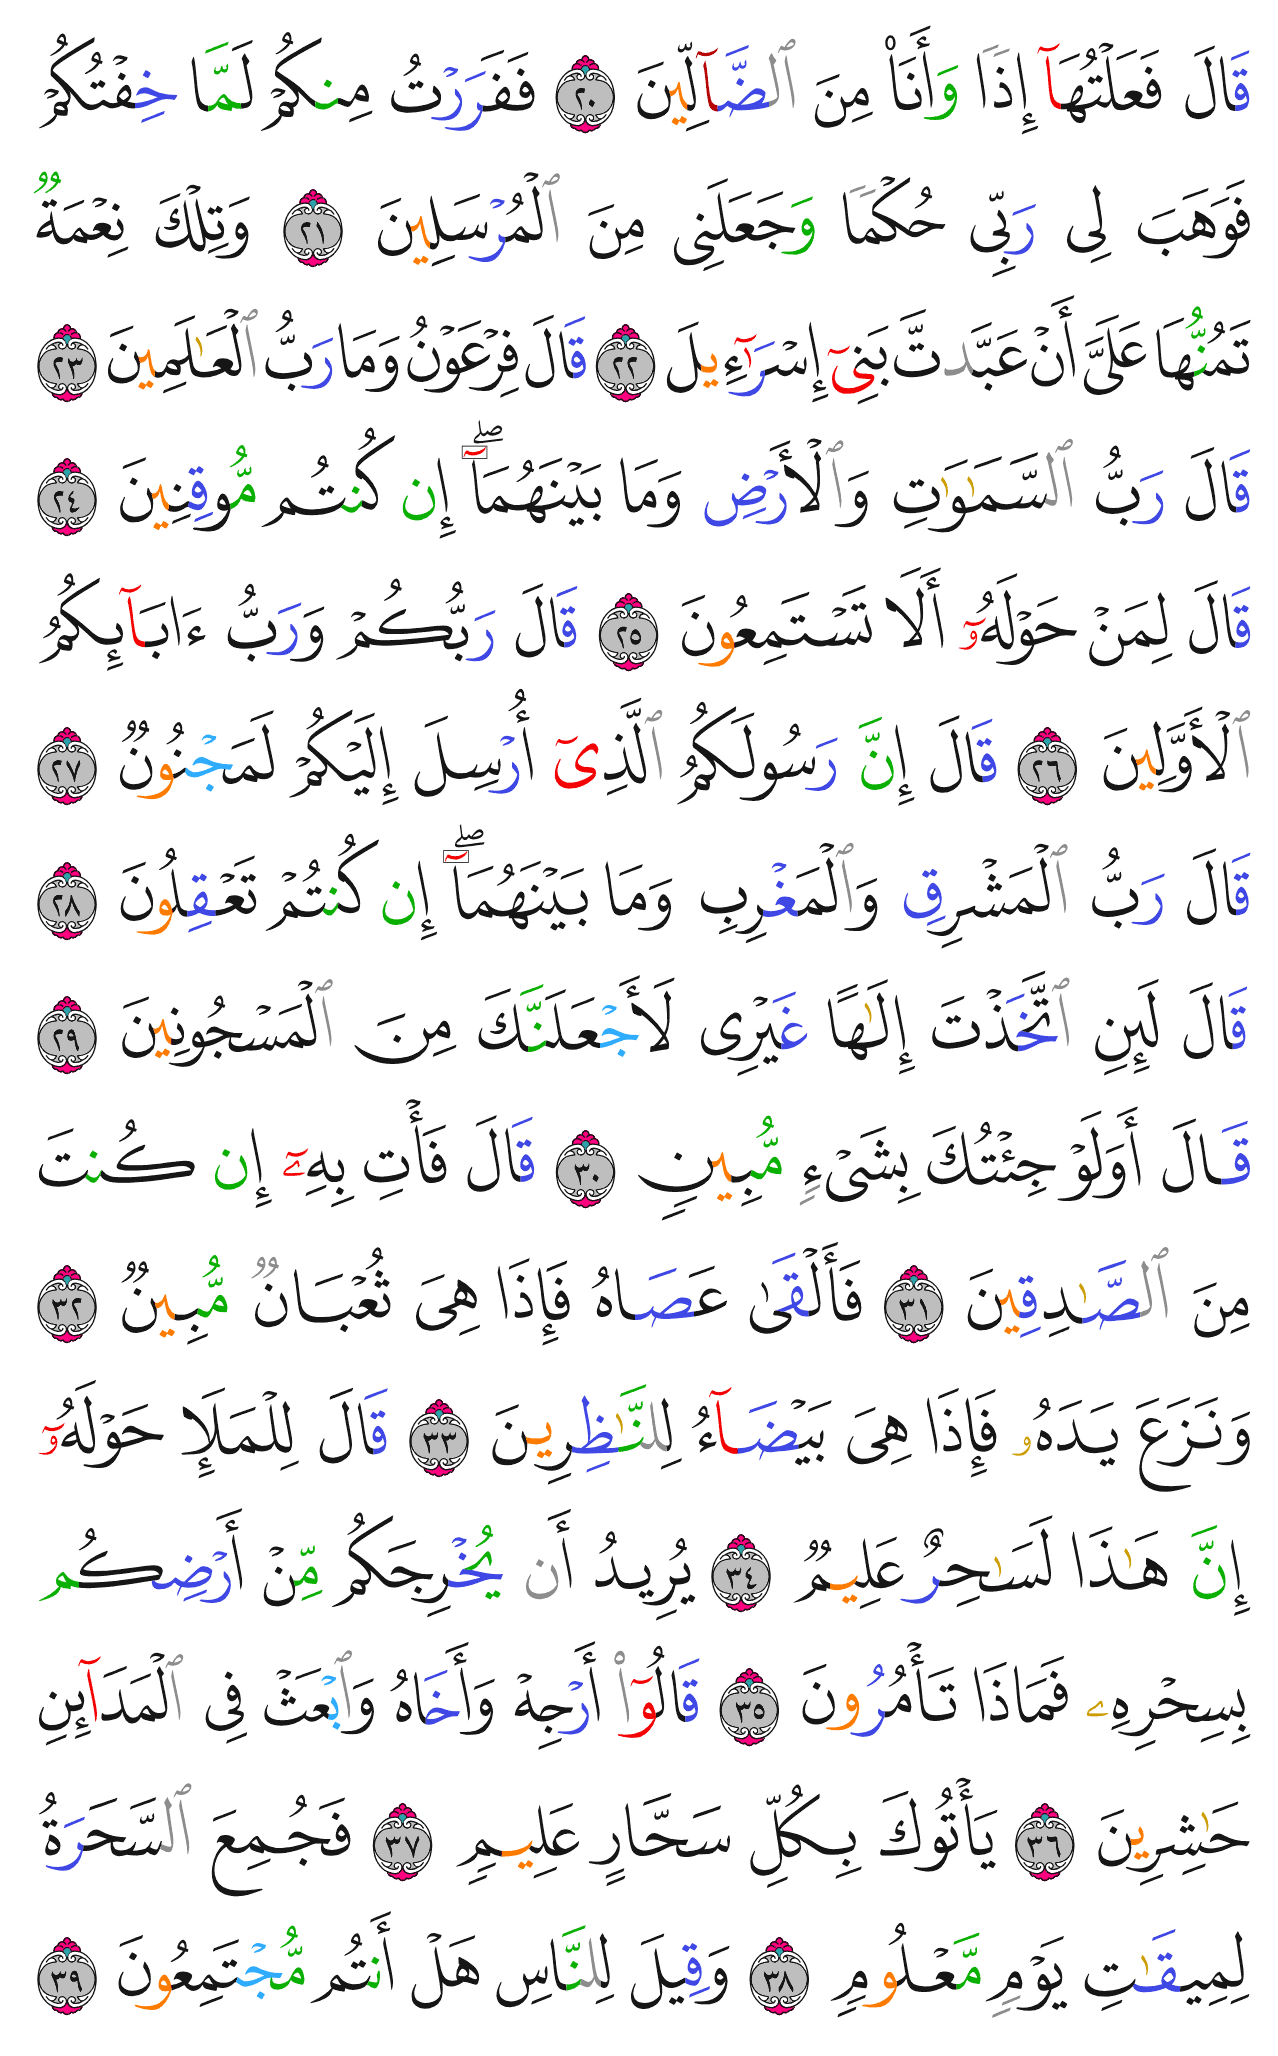 قَالَ فَعَلْتُهَآ إِذًا وَأَنَا۠ مِنَ ٱلضَّآلِّينَ ٢٠ فَفَرَرْتُ مِنكُمْ لَمَّا خِفْتُكُمْ
فَوَهَبَ لِى رَبِّى حُكْمًا وَجَعَلَنِى مِنَ ٱلْمُرْسَلِينَ ٢١ وَتِلْكَ نِعْمَةٌ
تَمُنُّهَا عَلَىَّ أَنْ عَبَّدتَّ بَنِىٓ إِسْرَٰٓءِيلَ ٢٢ قَالَ فِرْعَوْنُ وَمَا رَبُّ ٱلْعَـٰلَمِينَ ٢٣
قَالَ رَبُّ ٱلسَّمَـٰوَٰتِ وَٱلْأَرْضِ وَمَا بَيْنَهُمَآ ۖ إِن كُنتُم مُّوقِنِينَ ٢٤
قَالَ لِمَنْ حَوْلَهُۥٓ أَلَا تَسْتَمِعُونَ ٢٥ قَالَ رَبُّكُمْ وَرَبُّ ءَابَآئِكُمُ
ٱلْأَوَّلِينَ ٢٦ قَالَ إِنَّ رَسُولَكُمُ ٱلَّذِىٓ أُرْسِلَ إِلَيْكُمْ لَمَجْنُونٌ ٢٧
قَالَ رَبُّ ٱلْمَشْرِقِ وَٱلْمَغْرِبِ وَمَا بَيْنَهُمَآ ۖ إِن كُنتُمْ تَعْقِلُونَ ٢٨
قَالَ لَئِنِ ٱتَّخَذْتَ إِلَـٰهًا غَيْرِى لَأَجْعَلَنَّكَ مِنَ ٱلْمَسْجُونِينَ ٢٩
قَالَ أَوَلَوْ جِئْتُكَ بِشَىْءٍ مُّبِينٍ ٣٠ قَالَ فَأْتِ بِهِۦٓ إِن كُنتَ
مِنَ ٱلصَّـٰدِقِينَ ٣١ فَأَلْقَىٰ عَصَاهُ فَإِذَا هِىَ ثُعْبَانٌ مُّبِينٌ ٣٢
وَنَزَعَ يَدَهُۥ فَإِذَا هِىَ بَيْضَآءُ لِلنَّـٰظِرِينَ ٣٣ قَالَ لِلْمَلَإِ حَوْلَهُۥٓ
إِنَّ هَـٰذَا لَسَـٰحِرٌ عَلِيمٌ ٣٤ يُرِيدُ أَن يُخْرِجَكُم مِّنْ أَرْضِكُم
بِسِحْرِهِۦ فَمَاذَا تَأْمُرُونَ ٣٥ قَالُوٓا۟ أَرْجِهْ وَأَخَاهُ وَٱبْعَثْ فِى ٱلْمَدَآئِنِ
حَـٰشِرِينَ ٣٦ يَأْتُوكَ بِكُلِّ سَحَّارٍ عَلِيمٍ ٣٧ فَجُمِعَ ٱلسَّحَرَةُ
لِمِيقَـٰتِ يَوْمٍ مَّعْلُومٍ ٣٨ وَقِيلَ لِلنَّاسِ هَلْ أَنتُم مُّجْتَمِعُونَ ٣٩